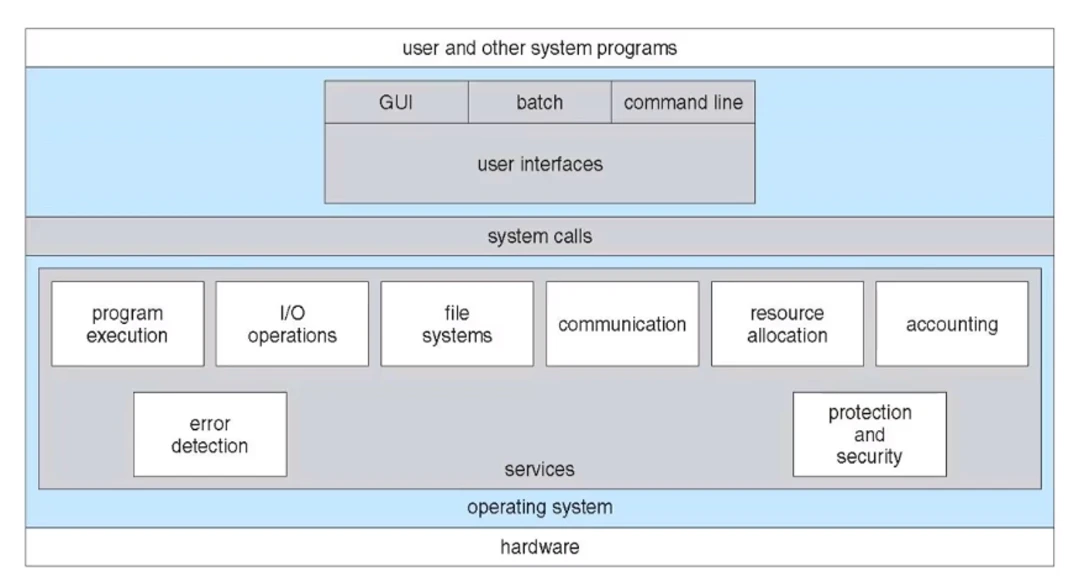 user and other system programs
GUI
batch
command line
user interfaces
system calls
program
execution
I/O
operations
file
systems
communication
resource
allocation
accounting
error
detection
protection
and
security
services
operating system
hardware